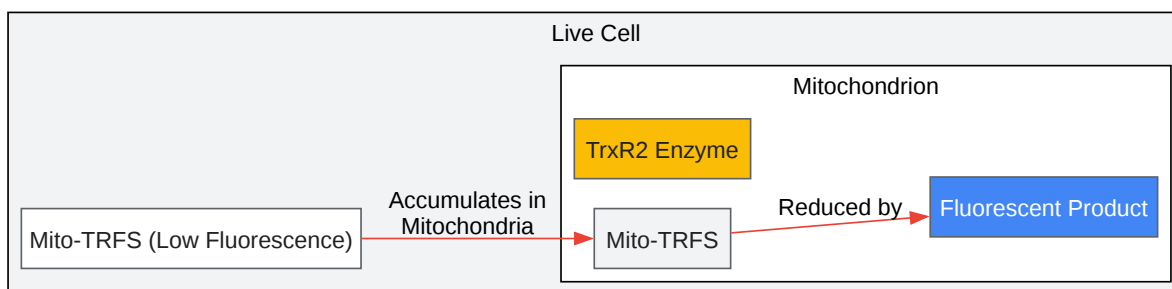 Live Cell
Mitochondrion
TrxR2 Enzyme
Accumulates in
Mitochondria
Mito-TRFS (Low Fluorescence)
Mito-TRFS
Reduced by
Fluorescent Product